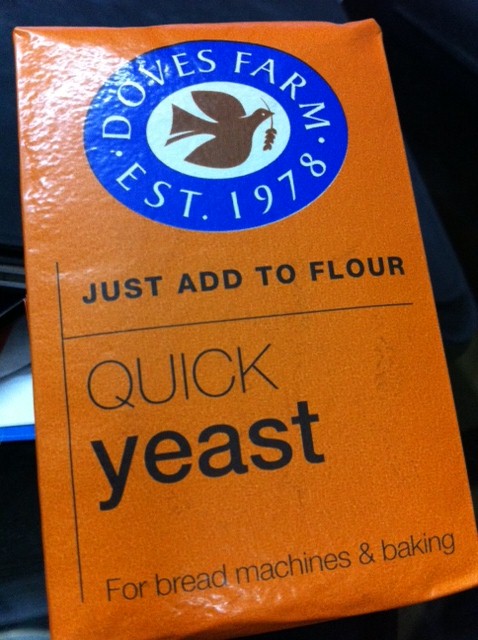 · DOVES FARM ·
EST. 1978
JUST ADD TO FLOUR
QUICK
yeast
For bread machines & baking